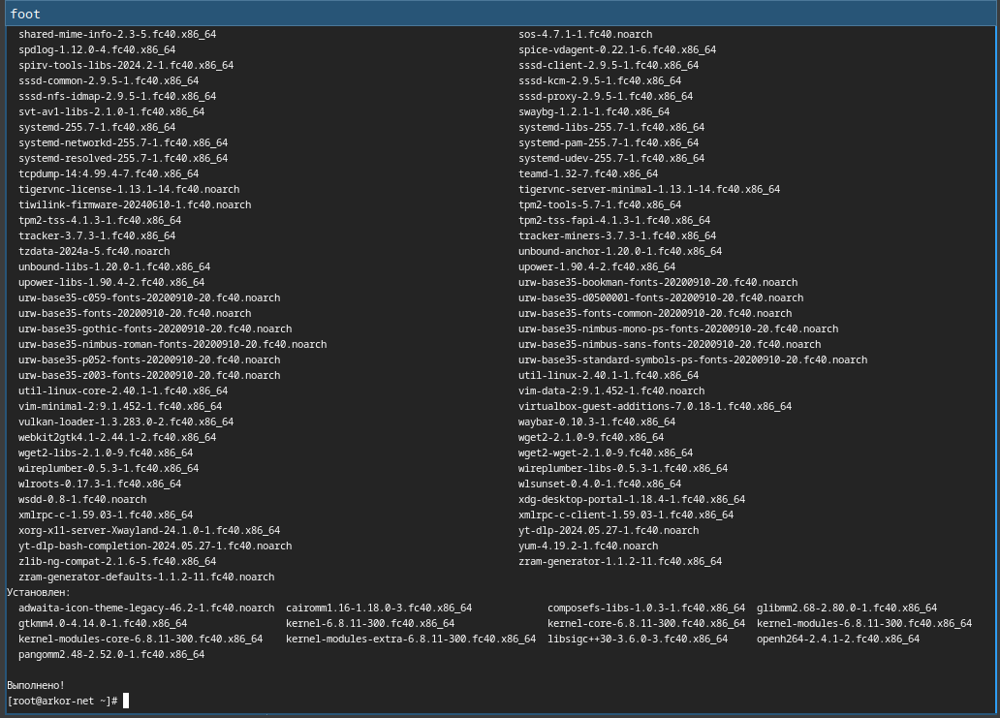 foot
shared-mime-info-2.3-5.fc40.x86_64 sos-4.7.1-1.fc40.noarch
spdlog-1.12.0-4.fc40.x86_64 spice-vdagent-0.22.1-6.fc40.x86_64
spirv-tools-libs-2024.2-1.fc40.x86_64 sssd-client-2.9.5-1.fc40.x86_64
sssd-common-2.9.5-1.fc40.x86_64 sssd-kcm-2.9.5-1.fc40.x86_64
sssd-nfs-idmap-2.9.5-1.fc40.x86_64 sssd-proxy-2.9.5-1.fc40.x86_64
svt-av1-libs-2.1.0-1.fc40.x86_64 swaybg-1.2.1-1.fc40.x86_64
systemd-255.7-1.fc40.x86_64 systemd-libs-255.7-1.fc40.x86_64
systemd-networkd-255.7-1.fc40.x86_64 systemd-pam-255.7-1.fc40.x86_64
systemd-resolved-255.7-1.fc40.x86_64 systemd-udev-255.7-1.fc40.x86_64
tcpdump-14:4.99.4-7.fc40.x86_64 teamd-1.32-7.fc40.x86_64
tigervnc-license-1.13.1-14.fc40.noarch tigervnc-server-minimal-1.13.1-14.fc40.x86_64
tiwilink-firmware-20240610-1.fc40.noarch tpm2-tools-5.7-1.fc40.x86_64
tpm2-tss-4.1.3-1.fc40.x86_64 tpm2-tss-fapi-4.1.3-1.fc40.x86_64
tracker-3.7.3-1.fc40.x86_64 tracker-miners-3.7.3-1.fc40.x86_64
tzdata-2024a-5.fc40.noarch unbound-anchor-1.20.0-1.fc40.x86_64
unbound-libs-1.20.0-1.fc40.x86_64 upower-1.90.4-2.fc40.x86_64
upower-libs-1.90.4-2.fc40.x86_64 urw-base35-bookman-fonts-20200910-20.fc40.noarch
urw-base35-c059-fonts-20200910-20.fc40.noarch urw-base35-d050000l-fonts-20200910-20.fc40.noarch
urw-base35-fonts-20200910-20.fc40.noarch urw-base35-fonts-common-20200910-20.fc40.noarch
urw-base35-gothic-fonts-20200910-20.fc40.noarch urw-base35-nimbus-mono-ps-fonts-20200910-20.fc40.noarch
urw-base35-nimbus-roman-fonts-20200910-20.fc40.noarch urw-base35-nimbus-sans-fonts-20200910-20.fc40.noarch
urw-base35-p052-fonts-20200910-20.fc40.noarch urw-base35-standard-symbols-ps-fonts-20200910-20.fc40.noarch
urw-base35-z003-fonts-20200910-20.fc40.noarch util-linux-2.40.1-1.fc40.x86_64
util-linux-core-2.40.1-1.fc40.x86_64 vim-data-2:9.1.452-1.fc40.noarch
vim-minimal-2:9.1.452-1.fc40.x86_64 virtualbox-guest-additions-7.0.18-1.fc40.x86_64
vulkan-loader-1.3.283.0-2.fc40.x86_64 waybar-0.10.3-1.fc40.x86_64
webkit2gtk4.1-2.44.1-2.fc40.x86_64 wget2-2.1.0-9.fc40.x86_64
wget2-libs-2.1.0-9.fc40.x86_64 wget2-wget-2.1.0-9.fc40.x86_64
wireplumber-0.5.3-1.fc40.x86_64 wireplumber-libs-0.5.3-1.fc40.x86_64
wlroots-0.17.3-1.fc40.x86_64 wlsunset-0.4.0-1.fc40.x86_64
wsdd-0.8-1.fc40.noarch xdg-desktop-portal-1.18.4-1.fc40.x86_64
xmlrpc-c-1.59.03-1.fc40.x86_64 xmlrpc-c-client-1.59.03-1.fc40.x86_64
xorg-x11-server-Xwayland-24.1.0-1.fc40.x86_64 yt-dlp-2024.05.27-1.fc40.noarch
yt-dlp-bash-completion-2024.05.27-1.fc40.noarch yum-4.19.2-1.fc40.noarch
zlib-ng-compat-2.1.6-5.fc40.x86_64 zram-generator-1.1.2-11.fc40.x86_64
zram-generator-defaults-1.1.2-11.fc40.noarch
Установлен:
adwaita-icon-theme-legacy-46.2-1.fc40.noarch cairomm1.16-1.18.0-3.fc40.x86_64 composefs-libs-1.0.3-1.fc40.x86_64 glibmm2.68-2.80.0-1.fc40.x86_64
gtkmm4.0-4.14.0-1.fc40.x86_64 kernel-6.8.11-300.fc40.x86_64 kernel-core-6.8.11-300.fc40.x86_64 kernel-modules-6.8.11-300.fc40.x86_64
kernel-modules-core-6.8.11-300.fc40.x86_64 kernel-modules-extra-6.8.11-300.fc40.x86_64 libsigc++30-3.6.0-3.fc40.x86_64 openh264-2.4.1-2.fc40.x86_64
pangomm2.48-2.52.0-1.fc40.x86_64
Выполнено!
[root@arkor-net ~]#